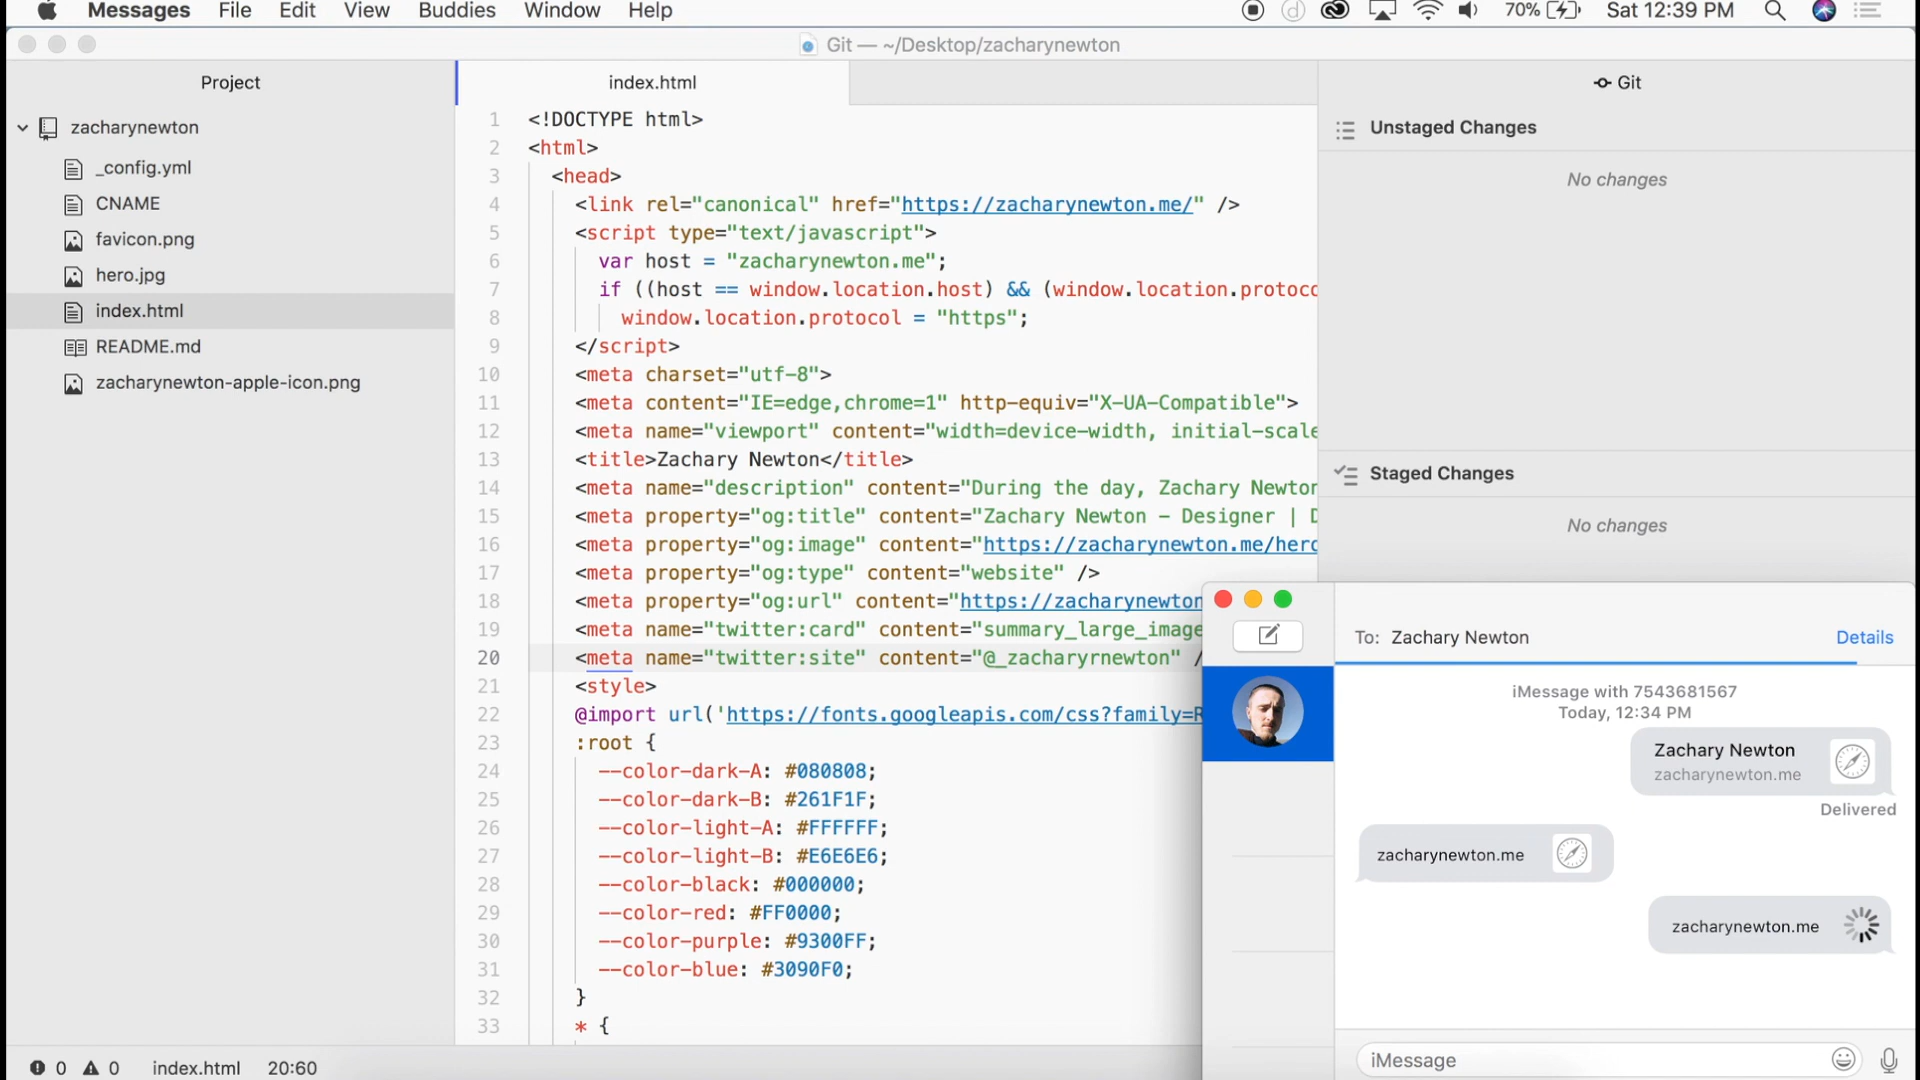 Messages File Edit View Buddies Window Help 70% Sat 12:39 PM
Git — ~/Desktop/zacharynewton
Project
zacharynewton
_config.yml
CNAME
favicon.png
hero.jpg
index.html
README.md
zacharynewton-apple-icon.png
index.html
1 <!DOCTYPE html>
2 <html>
3 <head>
4 <link rel="canonical" href="https://zacharynewton.me/" />
5 <script type="text/javascript">
6 var host = "zacharynewton.me";
7 if ((host == window.location.host) && (window.location.protoco
8 window.location.protocol = "https";
9 </script>
10 <meta charset="utf-8">
11 <meta content="IE=edge,chrome=1" http-equiv="X-UA-Compatible">
12 <meta name="viewport" content="width=device-width, initial-scale
13 <title>Zachary Newton</title>
14 <meta name="description" content="During the day, Zachary Newton
15 <meta property="og:title" content="Zachary Newton – Designer | D
16 <meta property="og:image" content="https://zacharynewton.me/hero
17 <meta property="og:type" content="website" />
18 <meta property="og:url" content="https://zacharynewton
19 <meta name="twitter:card" content="summary_large_image
20 <meta name="twitter:site" content="@_zacharyrnewton" /
21 <style>
22 @import url('https://fonts.googleapis.com/css?family=R
23 :root {
24 --color-dark-A: #080808;
25 --color-dark-B: #261F1F;
26 --color-light-A: #FFFFFF;
27 --color-light-B: #E6E6E6;
28 --color-black: #000000;
29 --color-red: #FF0000;
30 --color-purple: #9300FF;
31 --color-blue: #3090F0;
32 }
33 * {
Git
Unstaged Changes
No changes
Staged Changes
No changes
To: Zachary Newton Details
iMessage with 7543681567
Today, 12:34 PM
Zachary Newton
zacharynewton.me
Delivered
zacharynewton.me
zacharynewton.me
iMessage
0 0 index.html 20:60